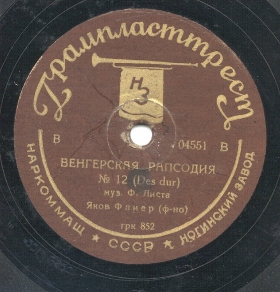 Грампласттрест
НЗ
В 04551 В
ВЕНГЕРСКАЯ РАПСОДИЯ
№ 12 (Des dur)
муз. Ф. Листа
Яков Флиер (ф-но)
грк 852
НАРКОММАШ ★ СССР ★ НОГИНСКИЙ ЗАВОД